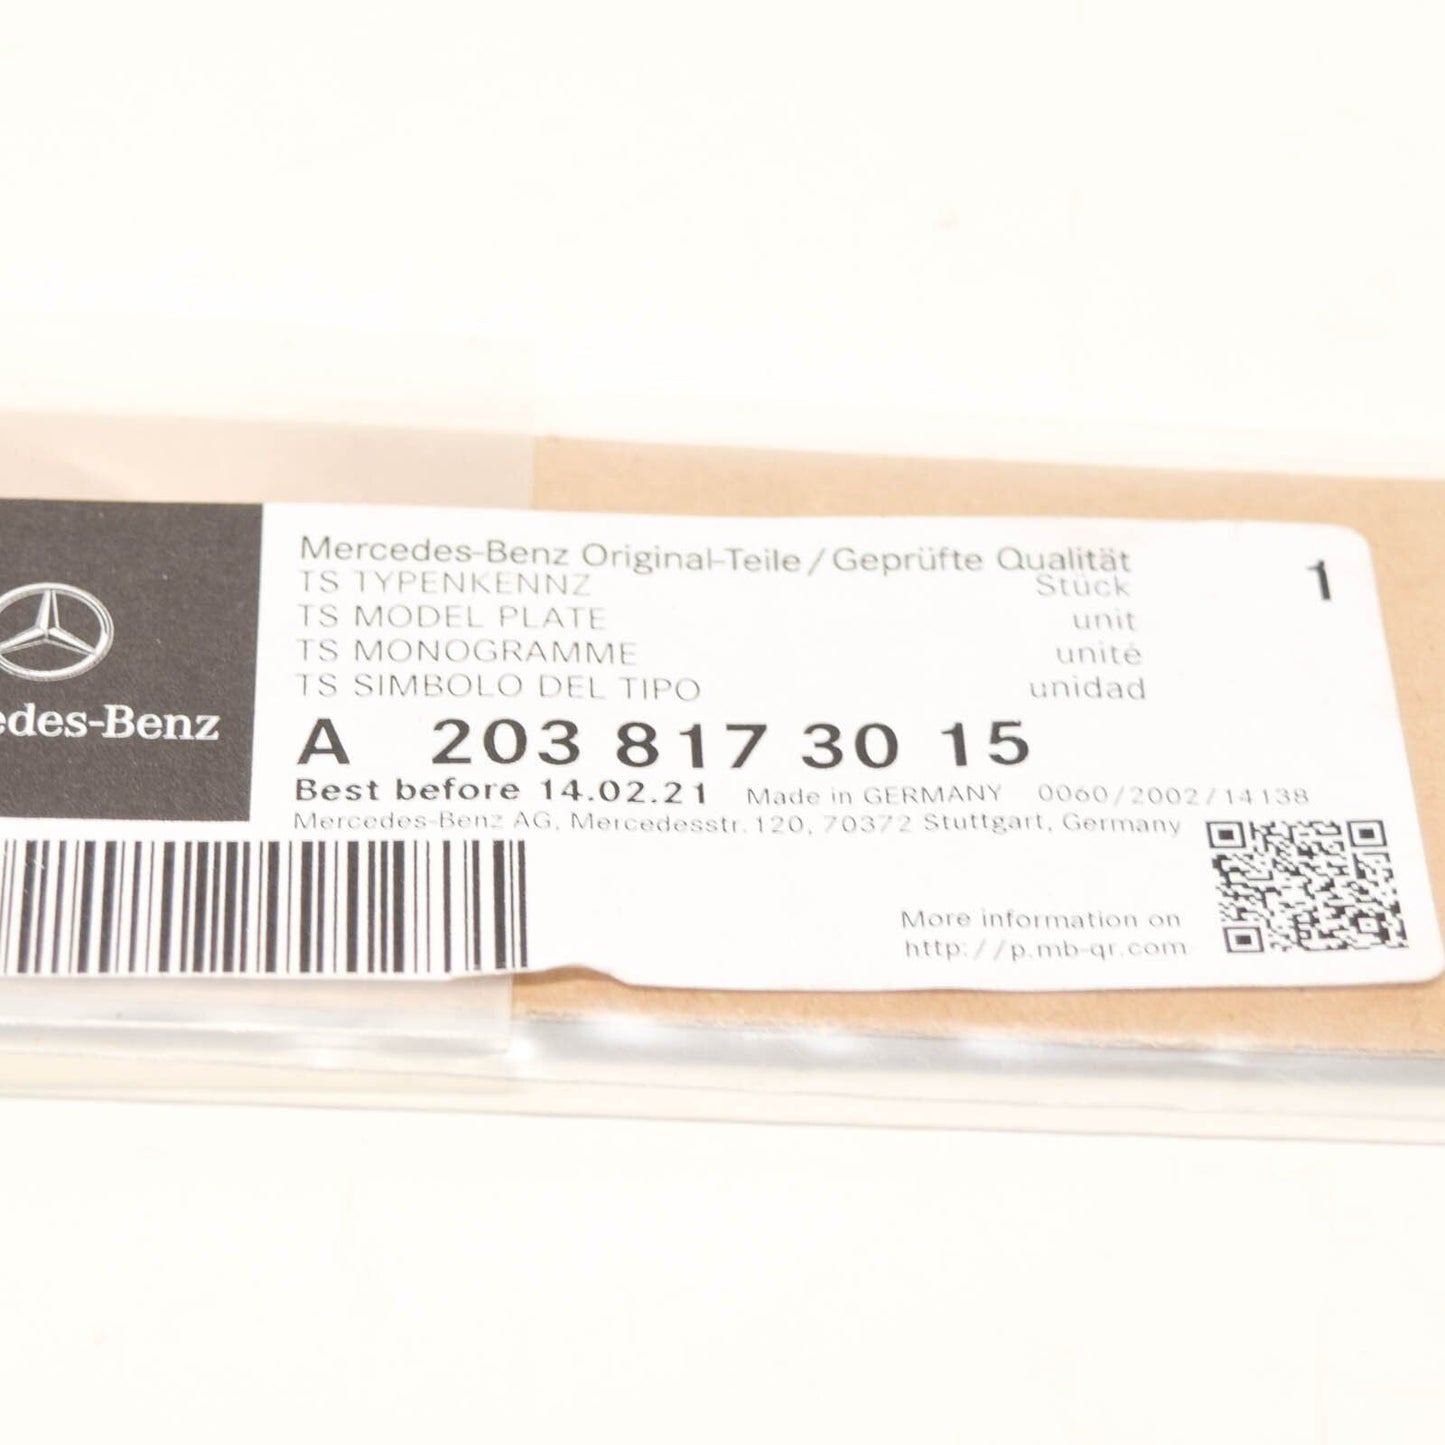 Mercedes-Benz Original-Teile / Geprüfte Qualität
TS TYPENKENNZ Stück 1
TS MODEL PLATE unit
TS MONOGRAMME unité
TS SIMBOLO DEL TIPO unidad
edes-Benz
A 203 817 30 15
Best before 14.02.21 Made in GERMANY 0060/2002/14138
Mercedes-Benz AG, Mercedesstr. 120, 70372 Stuttgart, Germany
More information on
http://p.mb-qr.com